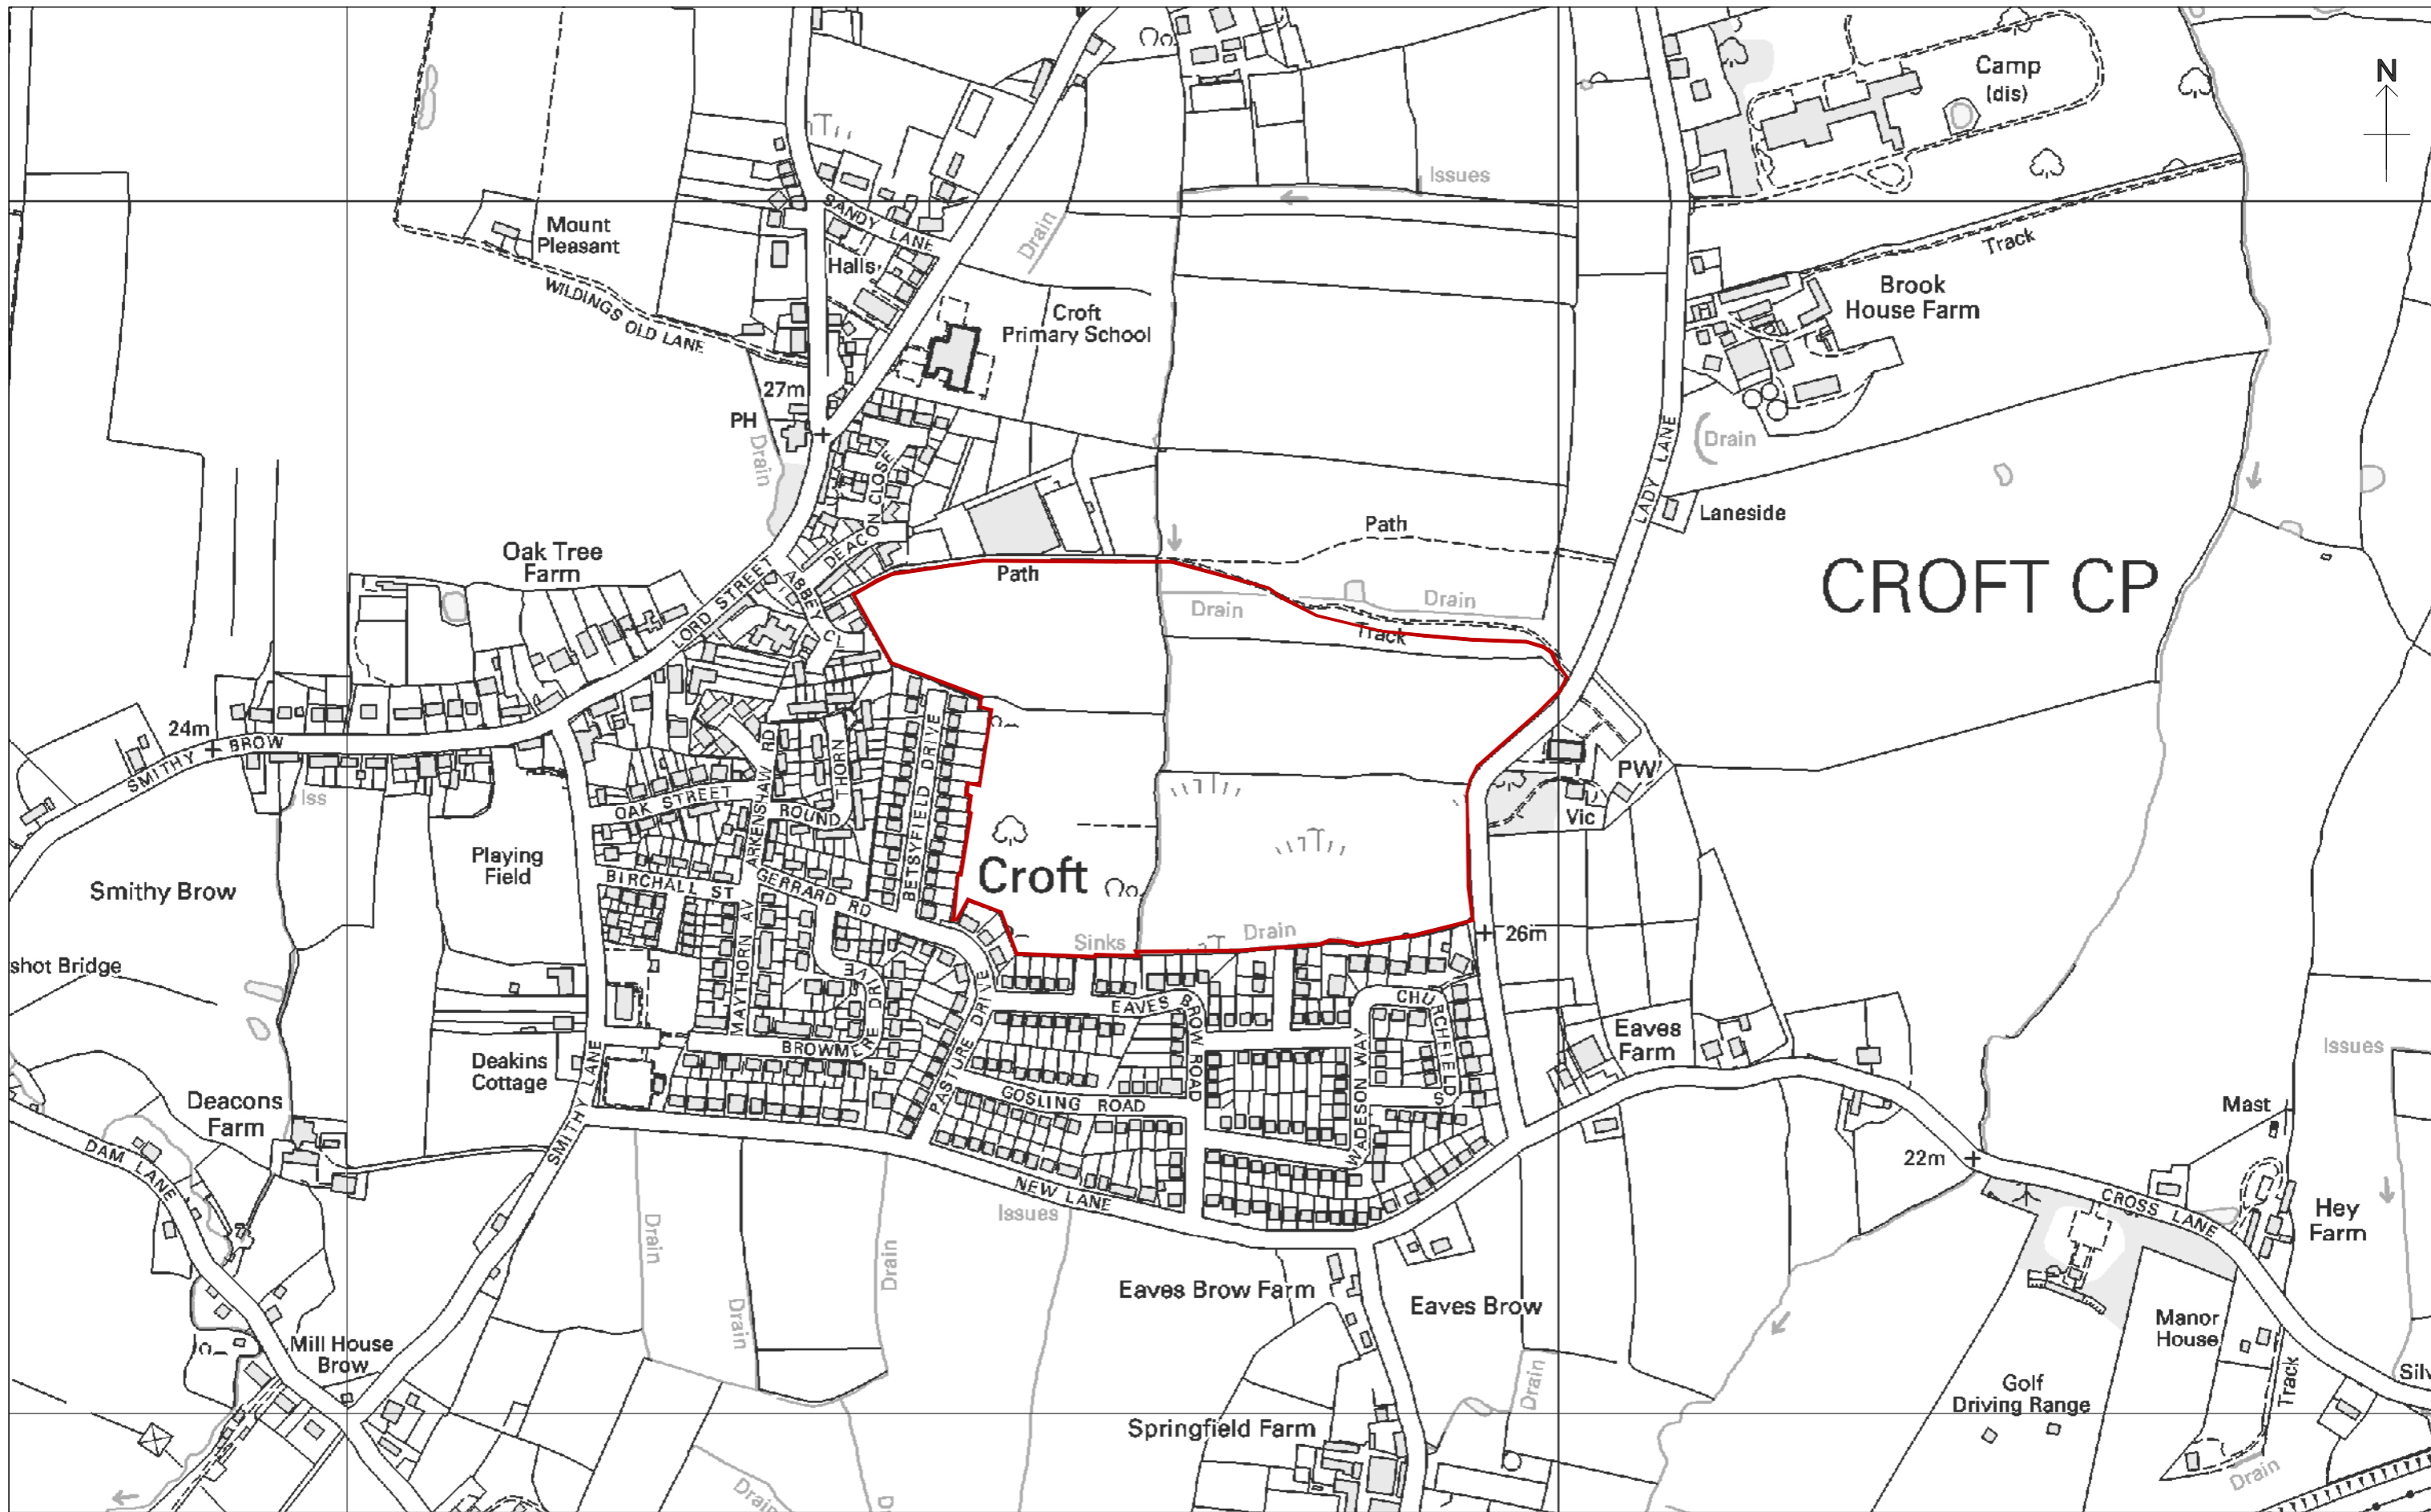 Camp
(dis)
N
Issues
SANDY LANE
Mount
Pleasant
Drain
Halls
Track
WILDINGS OLD LANE
Brook
House Farm
Croft
Primary School
27m
PH
Drain
Drain
LADY LANE
DEACON CLOSE
Laneside
Path
Oak Tree
Farm
CROFT CP
Path
LORD STREET
ABBEY CL
Drain
Drain
Track
24m
SMITHY BROW
BETSYFIELD DRIVE
PW
Iss
OAK STREET
ARKENSHAW RD
THORN
ROUND
Vic
Playing
Field
Croft
Smithy Brow
BIRCHALL ST
GERRARD RD
Sinks
Drain
26m
shot Bridge
MAYTHORN AV
EAVES BROW ROAD
CHURCHFIELDS
Eaves
Farm
Issues
BROWMERE DRIVE
PASTURE DRIVE
WADESON WAY
Deakins
Cottage
SMITHY LANE
GOSLING ROAD
Deacons
Farm
Mast
DAM LANE
22m
NEW LANE
Issues
CROSS LANE
Hey
Farm
Drain
Drain
Drain
Eaves Brow Farm
Eaves Brow
Manor
House
Mill House
Brow
Drain
Golf
Driving Range
Track
Silv
Springfield Farm
Drain
Drain
D